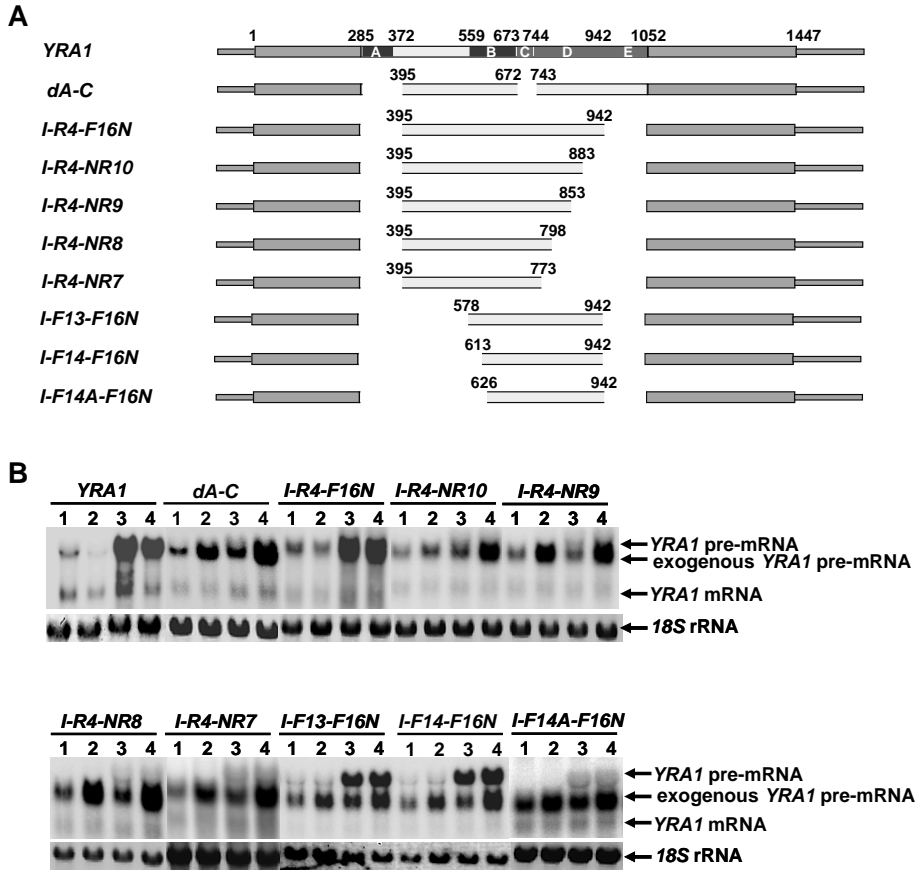 A
1 285 372 559 673 744 942 1052 1447
YRA1 A B C D E
dA-C 395 672 743
I-R4-F16N 395 942
I-R4-NR10 395 883
I-R4-NR9 395 853
I-R4-NR8 395 798
I-R4-NR7 395 773
I-F13-F16N 578 942
I-F14-F16N 613 942
I-F14A-F16N 626 942
B
YRA1 dA-C I-R4-F16N I-R4-NR10 I-R4-NR9
1 2 3 4 1 2 3 4 1 2 3 4 1 2 3 4 1 2 3 4
YRA1 pre-mRNA
exogenous YRA1 pre-mRNA
YRA1 mRNA
18S rRNA
I-R4-NR8 I-R4-NR7 I-F13-F16N I-F14-F16N I-F14A-F16N
1 2 3 4 1 2 3 4 1 2 3 4 1 2 3 4 1 2 3 4
YRA1 pre-mRNA
exogenous YRA1 pre-mRNA
YRA1 mRNA
18S rRNA